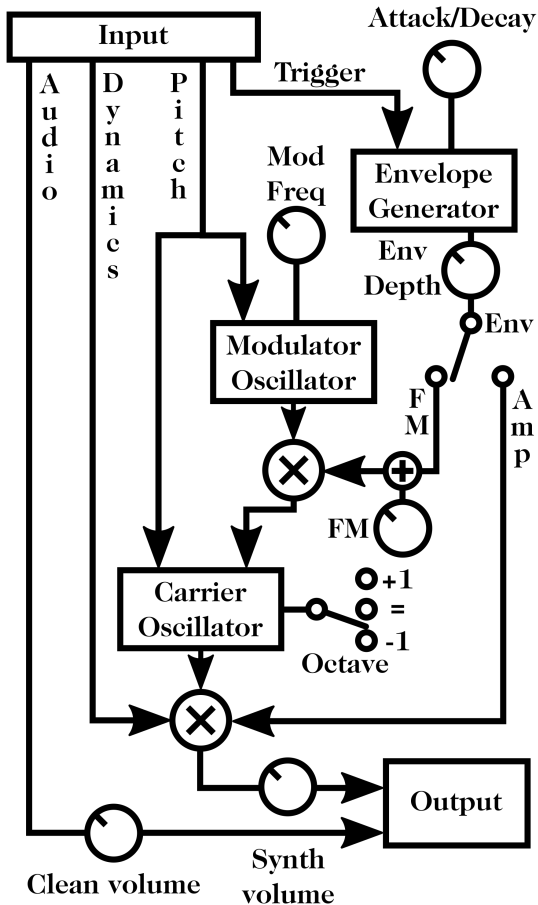 Attack/Decay
Input
Trigger
Audio
Dynamics
Pitch
Mod
Freq
Envelope
Generator
Env
Depth
Env
Modulator
Oscillator
FM
Amp
FM
Carrier
Oscillator
+1
=
-1
Octave
Output
Clean volume
Synth
volume